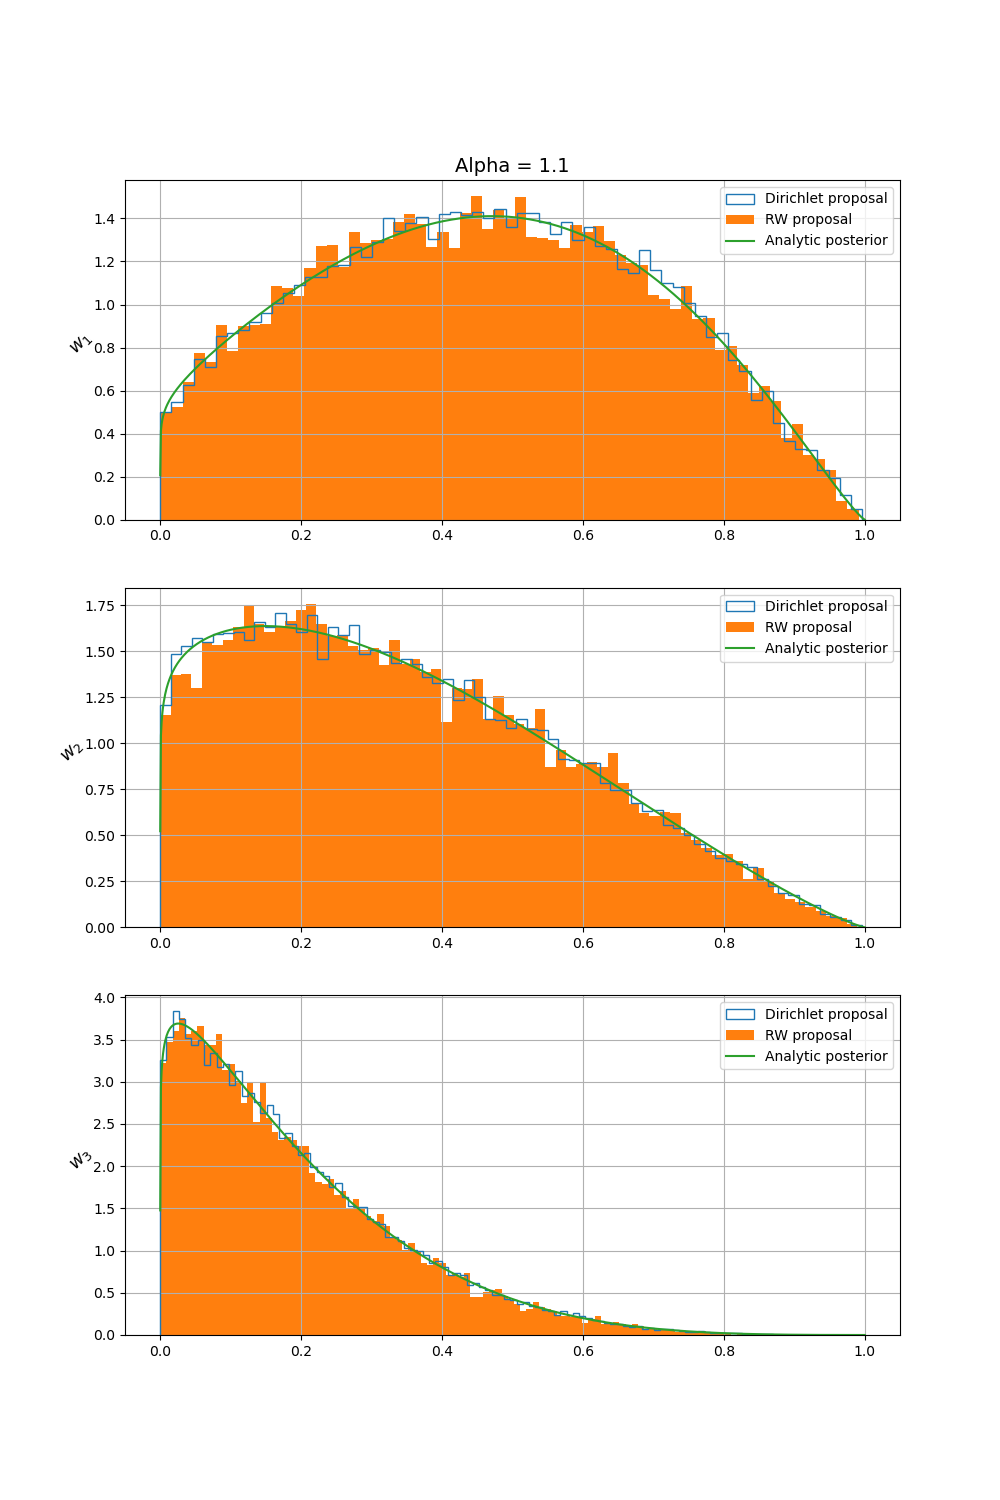 Alpha = 1.1
w1
1.4
1.2
1.0
0.8
0.6
0.4
0.2
0.0
Dirichlet proposal
RW proposal
Analytic posterior
0.0 0.2 0.4 0.6 0.8 1.0
w2
1.75
1.50
1.25
1.00
0.75
0.50
0.25
0.00
Dirichlet proposal
RW proposal
Analytic posterior
0.0 0.2 0.4 0.6 0.8 1.0
w3
4.0
3.5
3.0
2.5
2.0
1.5
1.0
0.5
0.0
Dirichlet proposal
RW proposal
Analytic posterior
0.0 0.2 0.4 0.6 0.8 1.0